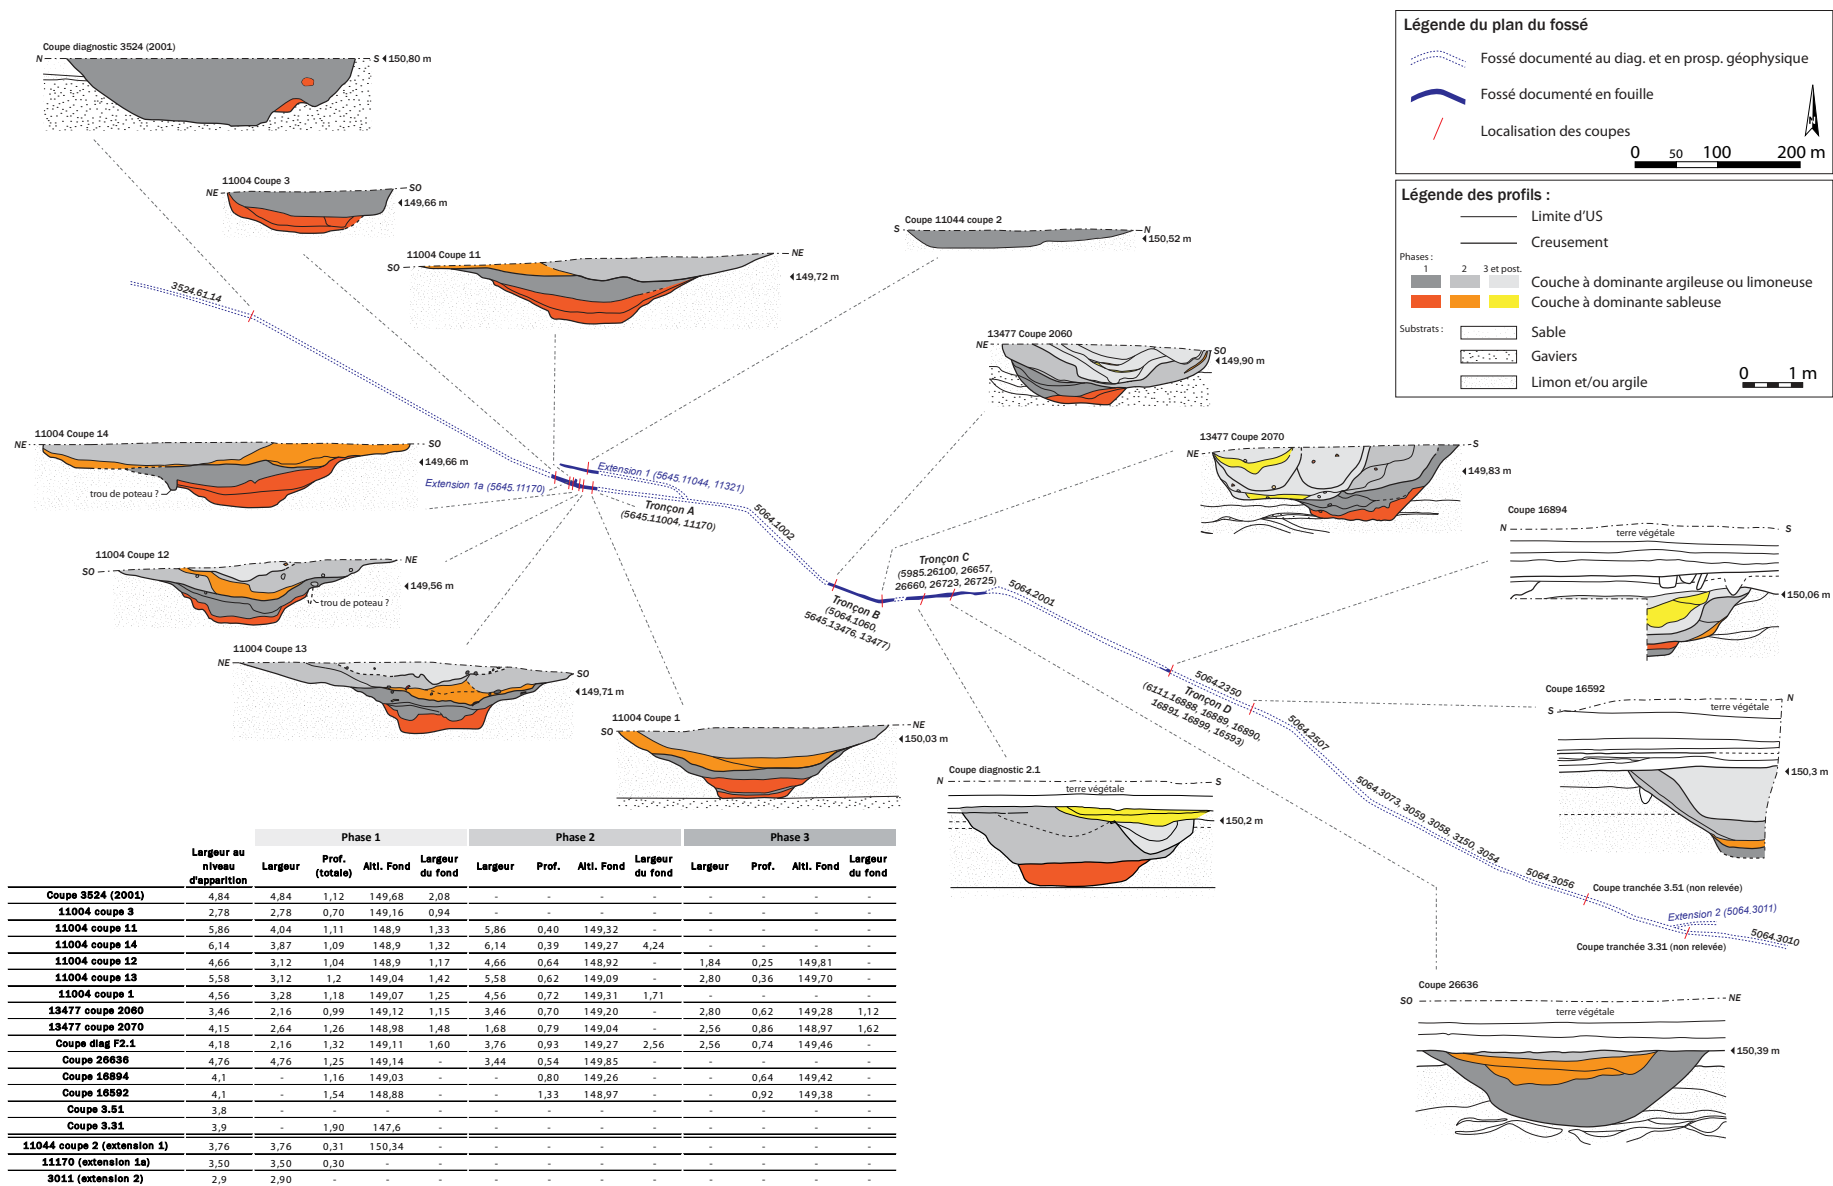 Coupe diagnostic 3524 (2001)
N
S
150,80 m
11004 Coupe 3
NE
SO
149,66 m
11004 Coupe 11
SO
NE
149,72 m
Coupe 11044 coupe 2
S
N
150,52 m
13477 Coupe 2060
NE
SO
149,90 m
13477 Coupe 2070
NE
S
149,83 m
Coupe 16894
N
S
terre végétale
150,06 m
Coupe 16592
S
N
terre végétale
150,3 m
Coupe 26636
SO
NE
terre végétale
150,39 m
Coupe diagnostic 2.1
N
S
terre végétale
150,2 m
11004 Coupe 14
NE
SO
149,66 m
trou de poteau ?
11004 Coupe 12
SO
NE
149,56 m
trou de poteau ?
11004 Coupe 13
NE
SO
149,71 m
11004 Coupe 1
SO
NE
150,03 m
3524.61.14
Extension 1 (5645.11044, 11321)
Extension 1a (5645.11170)
Tronçon A
(5645.11004, 11170)
5064.1002
Tronçon B
(5064.1060,
5645.13476, 13477)
Tronçon C
(5985.26100, 26657,
26660, 26723, 26725)
5064.2001
5064.2350
Tronçon D
(6111.16888, 16889, 16890,
16891, 16899, 16593)
5064.2507
5064.3073, 3059, 3058, 3150, 3054
5064.3056
Coupe tranchée 3.51 (non relevée)
Extension 2 (5064.3011)
5064.3010
Coupe tranchée 3.31 (non relevée)
Légende du plan du fossé
Fossé documenté au diag. et en prosp. géophysique
Fossé documenté en fouille
Localisation des coupes
N
0 50 100 200 m
Légende des profils :
Limite d'US
Creusement
Phases :
1 2 3 et post.
Couche à dominante argileuse ou limoneuse
Couche à dominante sableuse
Substrats :
Sable
Gaviers
Limon et/ou argile
0 1 m
Phase 1 Phase 2 Phase 3
Largeur au niveau d'apparition Largeur Prof. (totale) Alti. Fond Largeur du fond Largeur Prof. Alti. Fond Largeur du fond Largeur Prof. Alti. Fond Largeur du fond
Coupe 3524 (2001) 4,84 4,84 1,12 149,68 2,08 - - - - - - - -
11004 coupe 3 2,78 2,78 0,70 149,16 0,94 - - - - - - - -
11004 coupe 11 5,86 4,04 1,11 148,9 1,33 5,86 0,40 149,32 - - - -
11004 coupe 14 6,14 3,87 1,09 148,9 1,32 6,14 0,39 149,27 4,24 - - - -
11004 coupe 12 4,66 3,12 1,04 148,9 1,17 4,66 0,64 148,92 - 1,84 0,25 149,81 -
11004 coupe 13 5,58 3,12 1,2 149,04 1,42 5,58 0,62 149,09 - 2,80 0,36 149,70 -
11004 coupe 1 4,56 3,28 1,18 149,07 1,25 4,56 0,72 149,31 1,71 - - - -
13477 coupe 2060 3,46 2,16 0,99 149,12 1,15 3,46 0,70 149,20 - 2,80 0,62 149,28 1,12
13477 coupe 2070 4,15 2,64 1,26 148,98 1,48 1,68 0,79 149,04 - 2,56 0,86 148,97 1,62
Coupe diag F2.1 4,18 2,16 1,32 149,11 1,60 3,76 0,93 149,27 2,56 2,56 0,74 149,46 -
Coupe 26636 4,76 4,76 1,25 149,14 - 3,44 0,54 149,85 - - - - -
Coupe 16894 4,1 - 1,16 149,03 - - 0,80 149,26 - - 0,64 149,42 -
Coupe 16592 4,1 - 1,54 148,88 - - 1,33 148,97 - - 0,92 149,38 -
Coupe 3.51 3,8 - - - - - - - - - - - -
Coupe 3.31 3,9 - 1,90 147,6 - - - - - - - - -
11044 coupe 2 (extension 1) 3,76 3,76 0,31 150,34 - - - - - - - - -
11170 (extension 1a) 3,50 3,50 0,30 - - - - - - - - - -
3011 (extension 2) 2,9 2,90 - - - - - - - - - - -